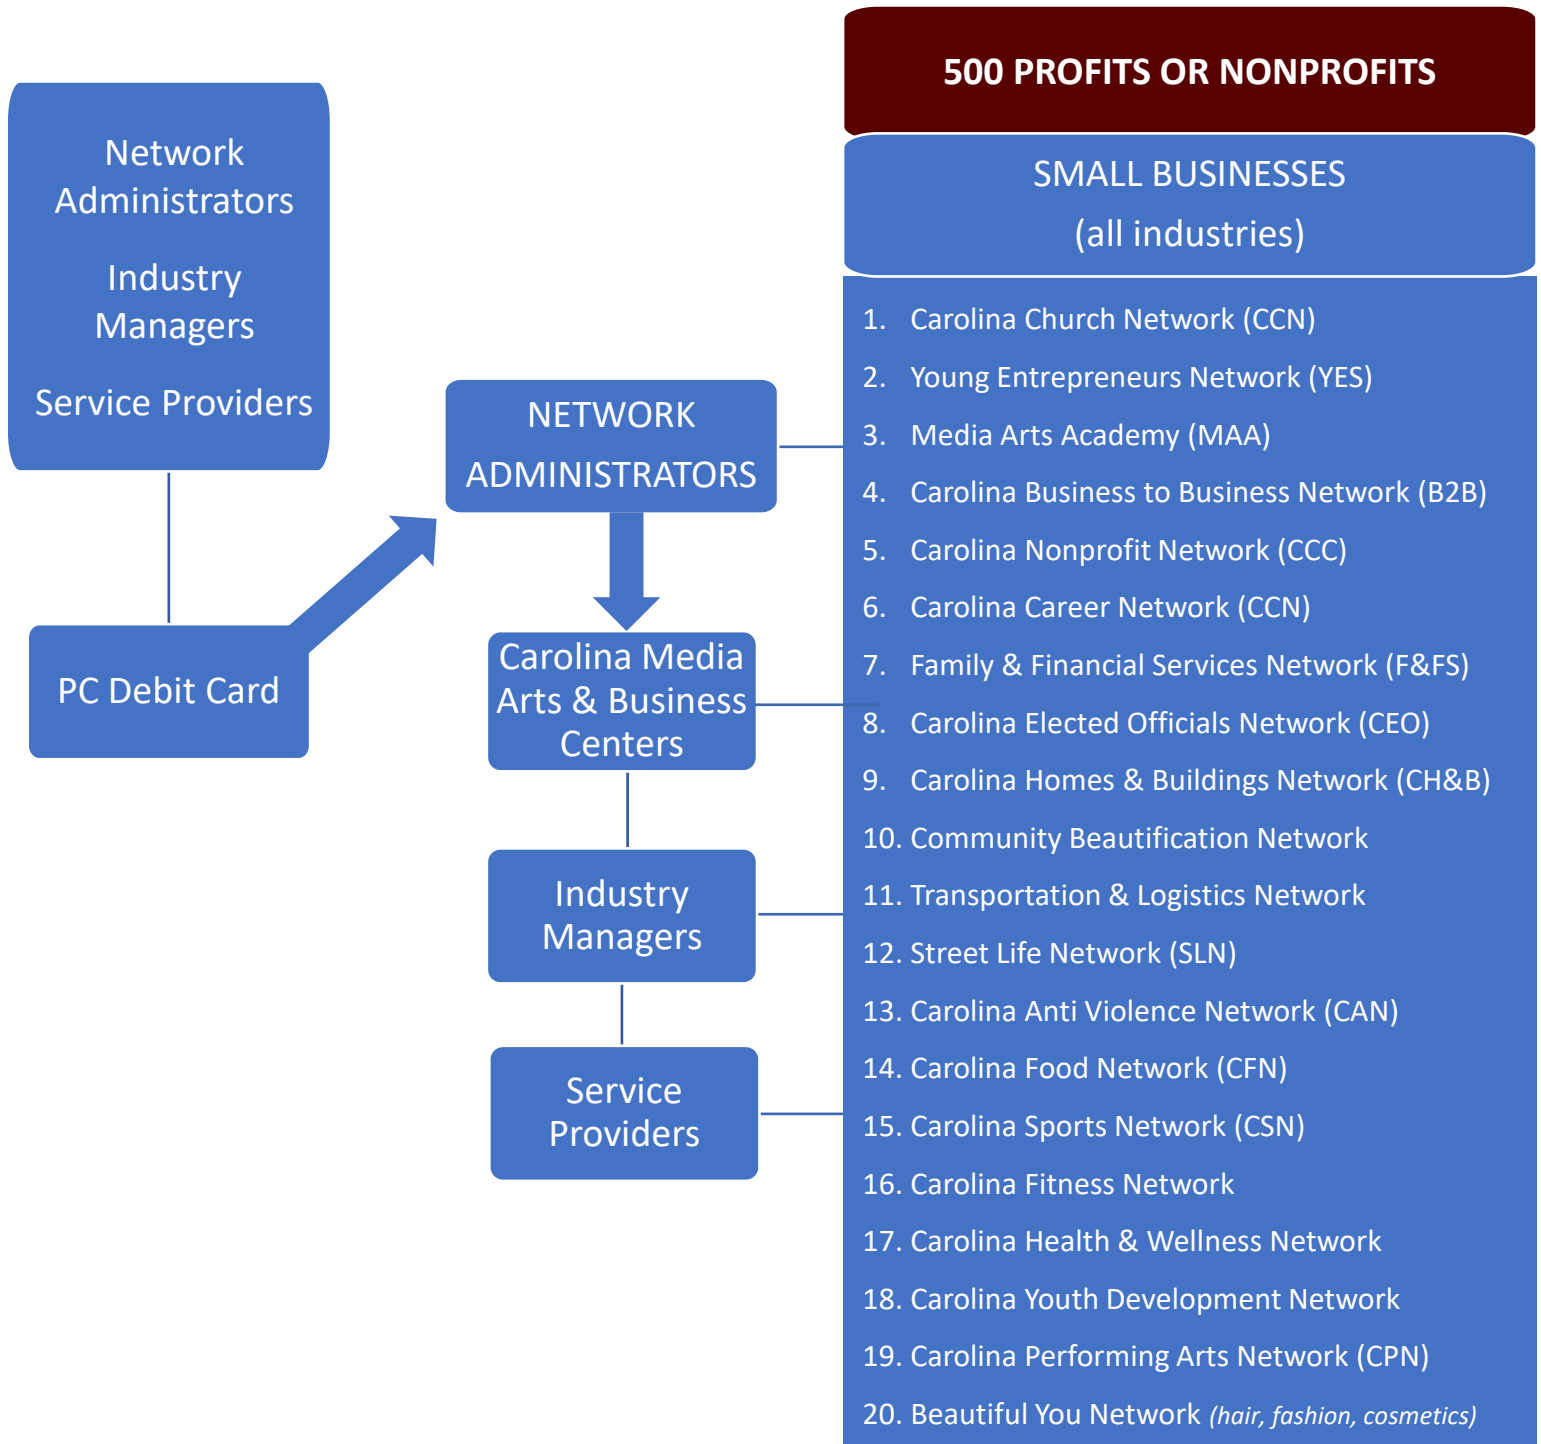 Network
Administrators
Industry
Managers
Service Providers
PC Debit Card
NETWORK
ADMINISTRATORS
Carolina Media
Arts & Business
Centers
Industry
Managers
Service
Providers
500 PROFITS OR NONPROFITS
SMALL BUSINESSES
(all industries)
1. Carolina Church Network (CCN)
2. Young Entrepreneurs Network (YES)
3. Media Arts Academy (MAA)
4. Carolina Business to Business Network (B2B)
5. Carolina Nonprofit Network (CCC)
6. Carolina Career Network (CCN)
7. Family & Financial Services Network (F&FS)
8. Carolina Elected Officials Network (CEO)
9. Carolina Homes & Buildings Network (CH&B)
10. Community Beautification Network
11. Transportation & Logistics Network
12. Street Life Network (SLN)
13. Carolina Anti Violence Network (CAN)
14. Carolina Food Network (CFN)
15. Carolina Sports Network (CSN)
16. Carolina Fitness Network
17. Carolina Health & Wellness Network
18. Carolina Youth Development Network
19. Carolina Performing Arts Network (CPN)
20. Beautiful You Network (hair, fashion, cosmetics)